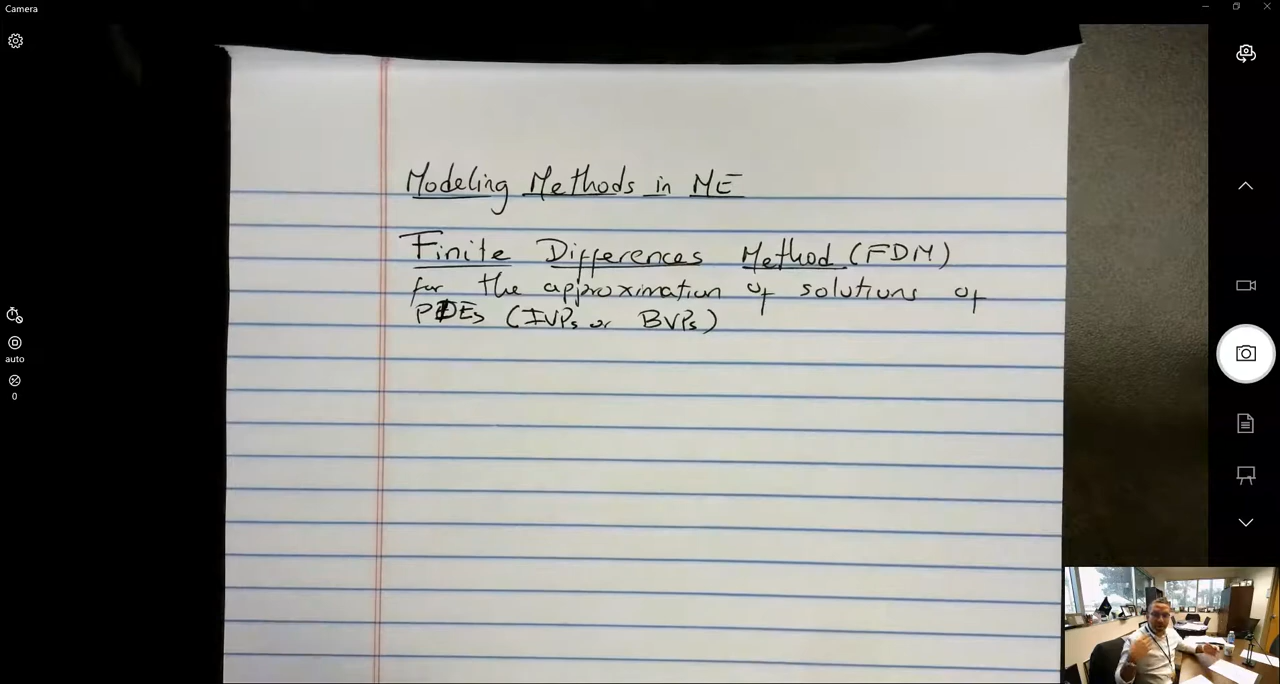 Camera
Modeling Methods in ME
Finite Differences Method (FDM)
for the approximation of solutions of
PDEs (IVPs or BVPs)
auto
0